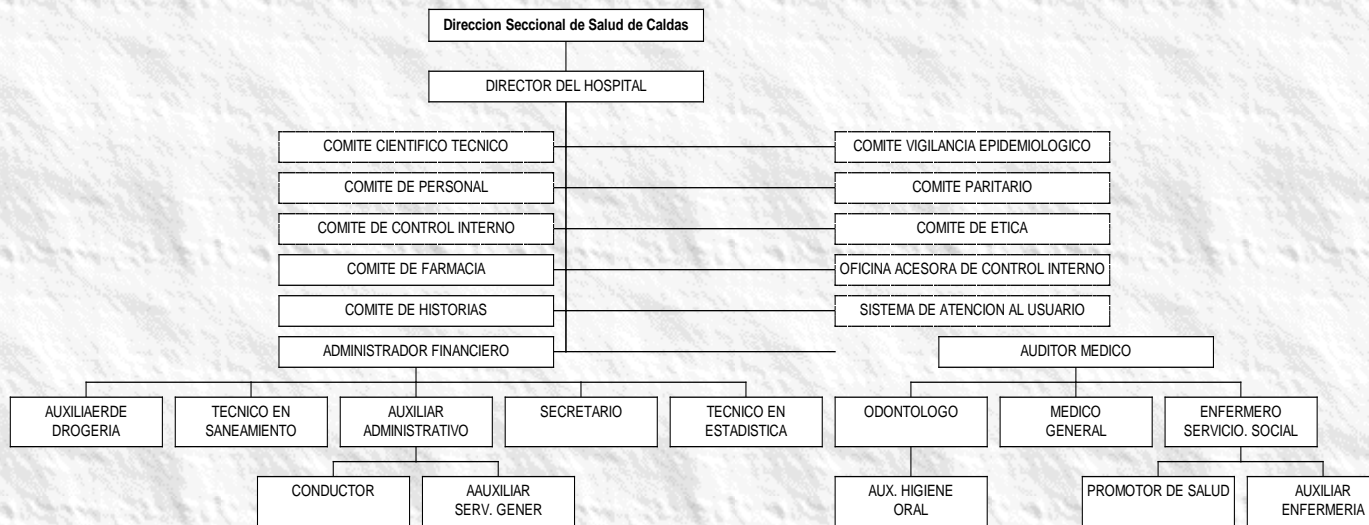 Direccion Seccional de Salud de Caldas
DIRECTOR DEL HOSPITAL
COMITE CIENTIFICO TECNICO
COMITE VIGILANCIA EPIDEMIOLOGICO
COMITE DE PERSONAL
COMITE PARITARIO
COMITE DE CONTROL INTERNO
COMITE DE ETICA
COMITE DE FARMACIA
OFICINA ACESORA DE CONTROL INTERNO
COMITE DE HISTORIAS
SISTEMA DE ATENCION AL USUARIO
ADMINISTRADOR FINANCIERO
AUDITOR MEDICO
AUXILIAERDE
DROGERIA
TECNICO EN
SANEAMIENTO
AUXILIAR
ADMINISTRATIVO
SECRETARIO
TECNICO EN
ESTADISTICA
ODONTOLOGO
MEDICO
GENERAL
ENFERMERO
SERVICIO. SOCIAL
CONDUCTOR
AAUXILIAR
SERV. GENER
AUX. HIGIENE
ORAL
PROMOTOR DE SALUD
AUXILIAR
ENFERMERIA